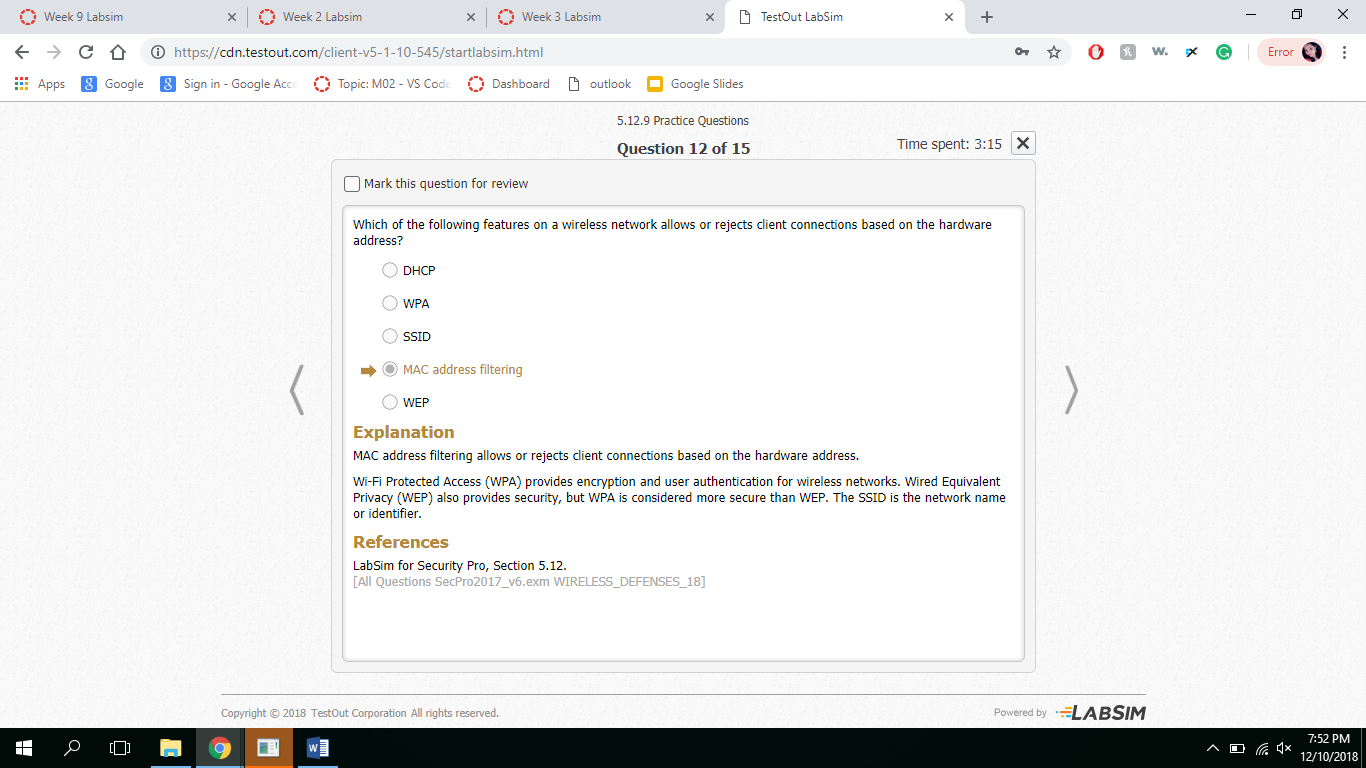 Week 9 Labsim
Week 2 Labsim
Week 3 Labsim
TestOut LabSim
https://cdn.testout.com/client-v5-1-10-545/startlabsim.html
W.
Error
Apps
Google
Sign in - Google Acco
Topic: M02 - VS Code
Dashboard
outlook
Google Slides
5.12.9 Practice Questions
Question 12 of 15
Time spent: 3:15
Mark this question for review
Which of the following features on a wireless network allows or rejects client connections based on the hardware
address?
DHCP
WPA
SSID
MAC address filtering
WEP
Explanation
MAC address filtering allows or rejects client connections based on the hardware address.
Wi-Fi Protected Access (WPA) provides encryption and user authentication for wireless networks. Wired Equivalent
Privacy (WEP) also provides security, but WPA is considered more secure than WEP. The SSID is the network name
or identifier.
References
LabSim for Security Pro, Section 5.12.
[All Questions SecPro2017_v6.exm WIRELESS_DEFENSES_18]
Copyright © 2018 TestOut Corporation All rights reserved.
Powered by LABSIM
7:52 PM
12/10/2018